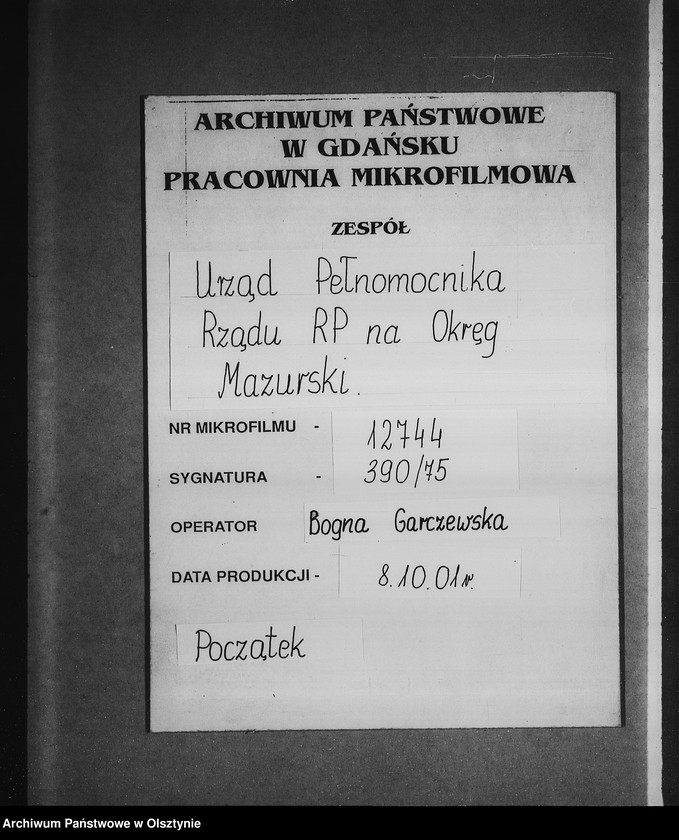 ARCHIWUM PAŃSTWOWE
W GDAŃSKU
PRACOWNIA MIKROFILMOWA
ZESPÓŁ
Urząd Pełnomocnika
Rządu RP na Okręg
Mazurski.
NR MIKROFILMU - 12744
SYGNATURA - 390/75
OPERATOR Bogna Garczewska
DATA PRODUKCJI - 8.10.01r.
Początek
Archiwum Państwowe w Olsztynie